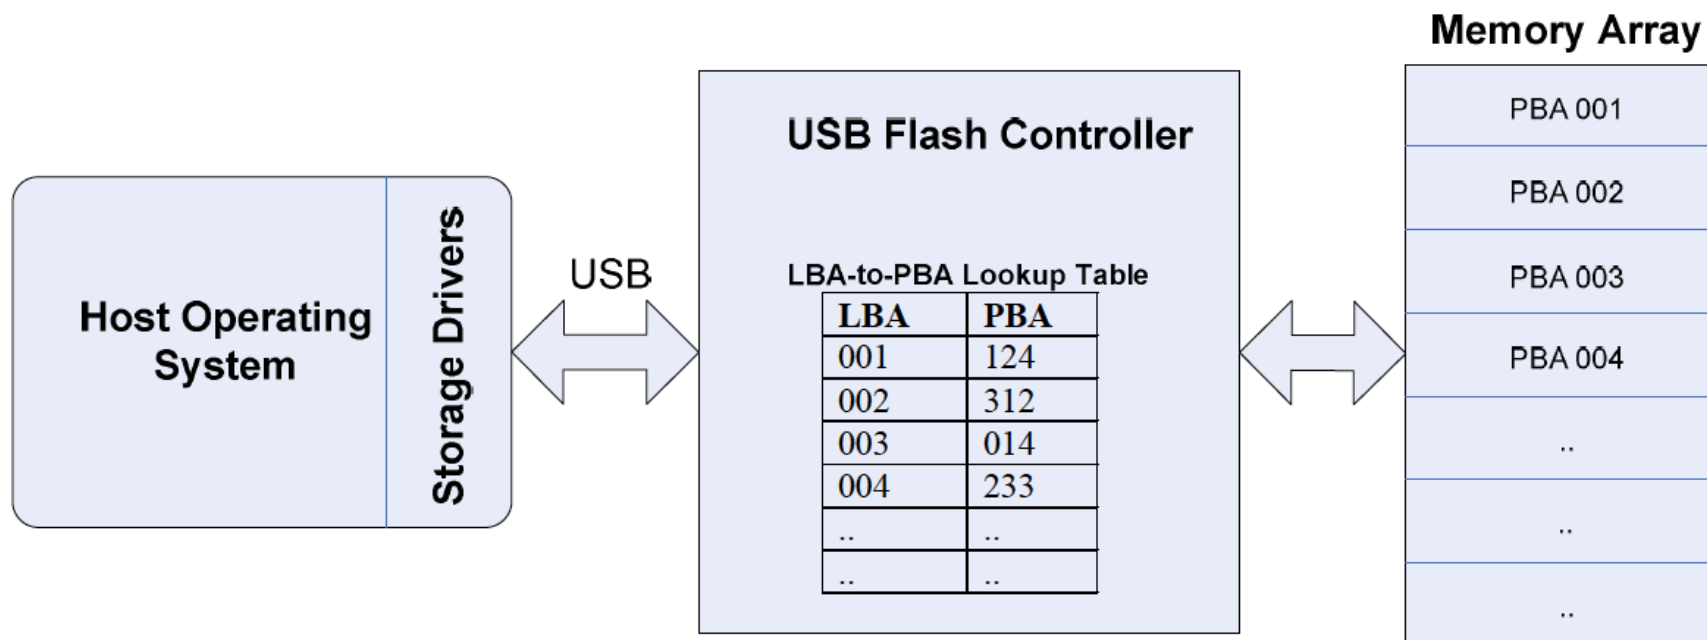 Host Operating
System
Storage Drivers
USB
USB Flash Controller
LBA-to-PBA Lookup Table
LBA PBA
001 124
002 312
003 014
004 233
.. ..
.. ..
Memory Array
PBA 001
PBA 002
PBA 003
PBA 004
..
..
..